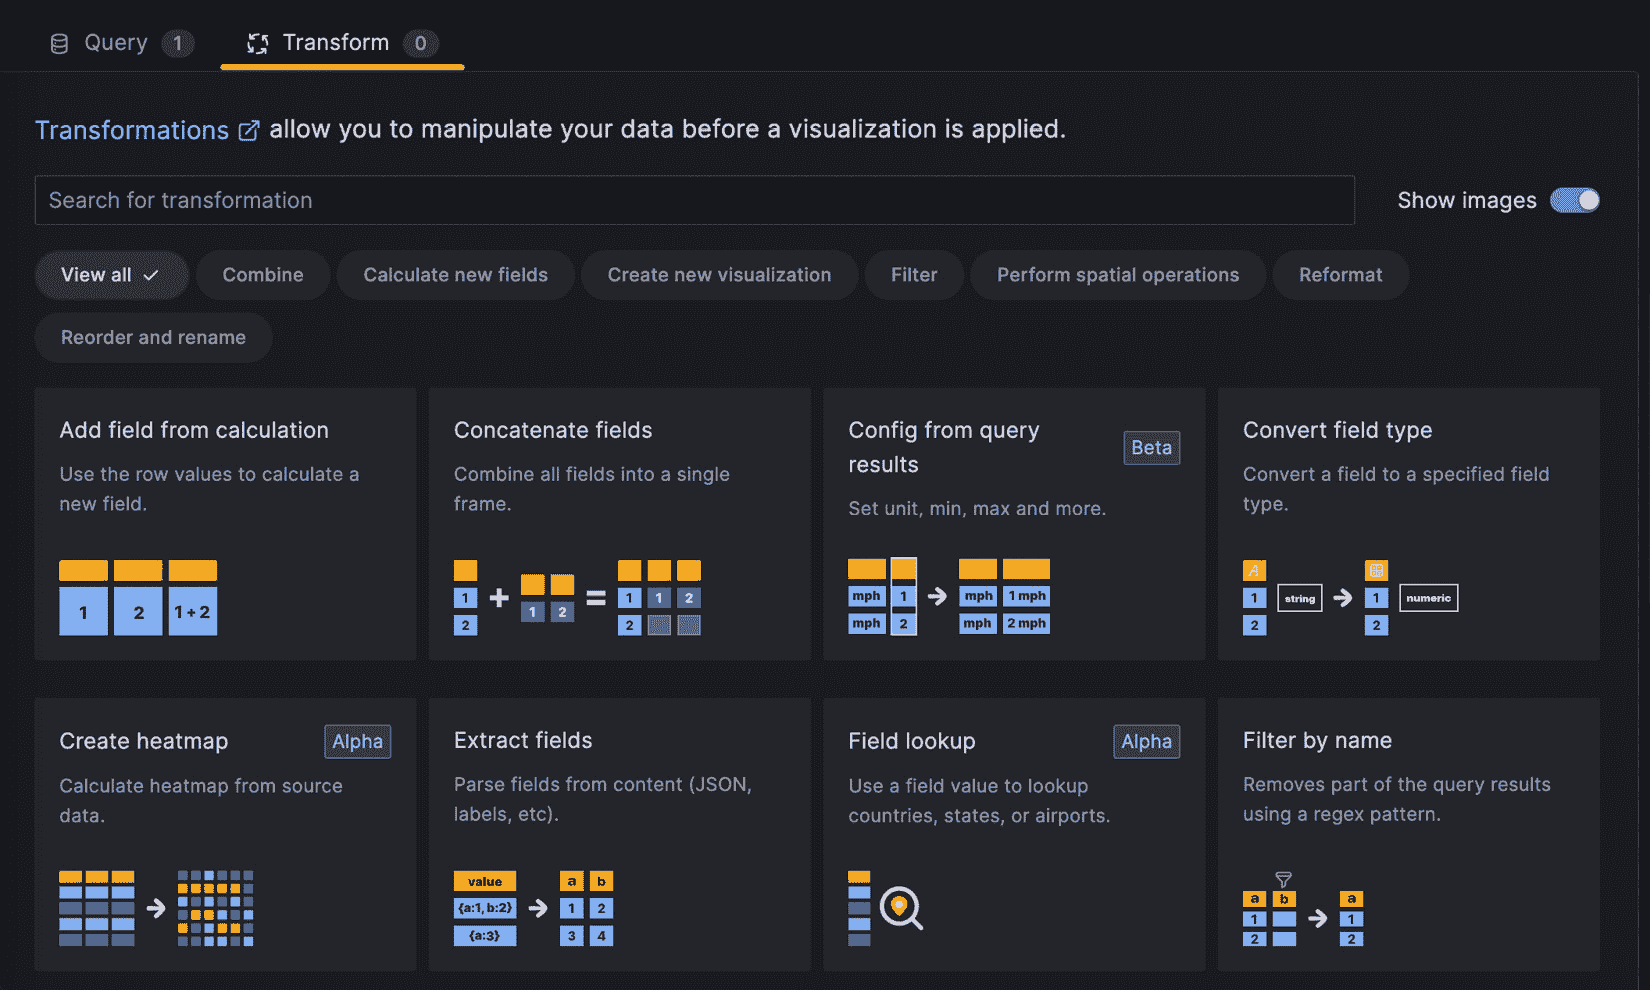 Query 1 Transform 0
Transformations allow you to manipulate your data before a visualization is applied.
Search for transformation
Show images
View all Combine Calculate new fields Create new visualization Filter Perform spatial operations Reformat
Reorder and rename
Add field from calculation
Use the row values to calculate a
new field.
1 2 1+2
Concatenate fields
Combine all fields into a single
frame.
1 + 1 2 = 1 1 2
2 2
Config from query
results
Beta
Set unit, min, max and more.
mph 1 mph 1 mph
mph 2 mph 2 mph
Convert field type
Convert a field to a specified field
type.
A
1 string 1 numeric
2 2
Create heatmap
Alpha
Calculate heatmap from source
data.
Extract fields
Parse fields from content (JSON,
labels, etc).
value a b
{a:1, b:2} 1 2
{a:3} 3 4
Field lookup
Alpha
Use a field value to lookup
countries, states, or airports.
Filter by name
Removes part of the query results
using a regex pattern.
a b a
1 1
2 2